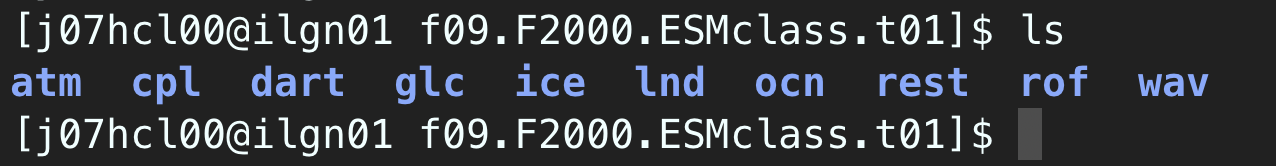 [j07hcl00@ilgn01 f09.F2000.ESMclass.t01]$ ls
atm  cpl  dart  glc  ice  lnd  ocn  rest  rof  wav
[j07hcl00@ilgn01 f09.F2000.ESMclass.t01]$